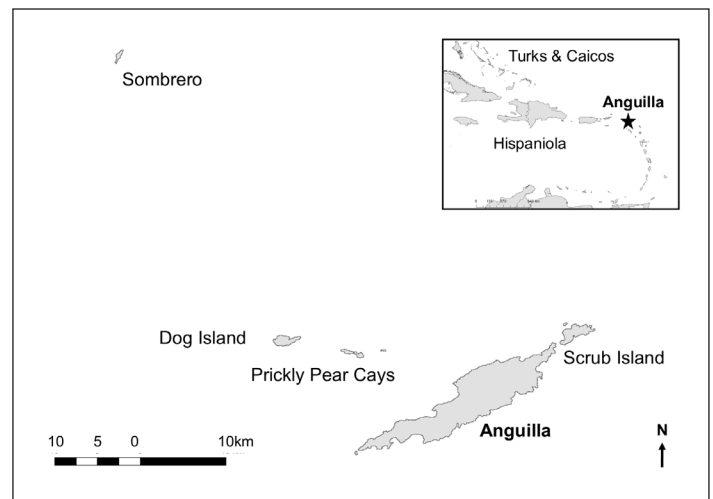 Sombrero
Turks & Caicos
Anguilla
Hispaniola
Dog Island
Prickly Pear Cays
Scrub Island
Anguilla
10 5 0 10km
N